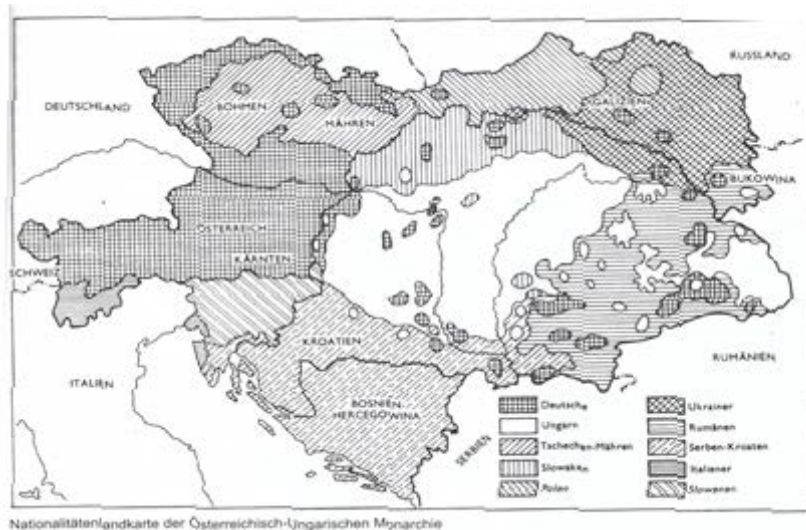 RUSSLAND
DEUTSCHLAND
BÖHMEN
GALIZIEN
MÄHREN
BUKOWINA
ÖSTERREICH
SCHWEIZ
KÄRNTEN
KROATIEN
ITALIEN
RUMÄNIEN
BOSNIEN-
HERCEGOWINA
SERBIEN
Deutsche
Ungarn
Tschechen-Mähren
Slowaken
Polen
Ukrainer
Rumänen
Serben-Kroaten
Italiener
Slowenen
Nationalitätenlandkarte der Österreichisch-Ungarischen Monarchie